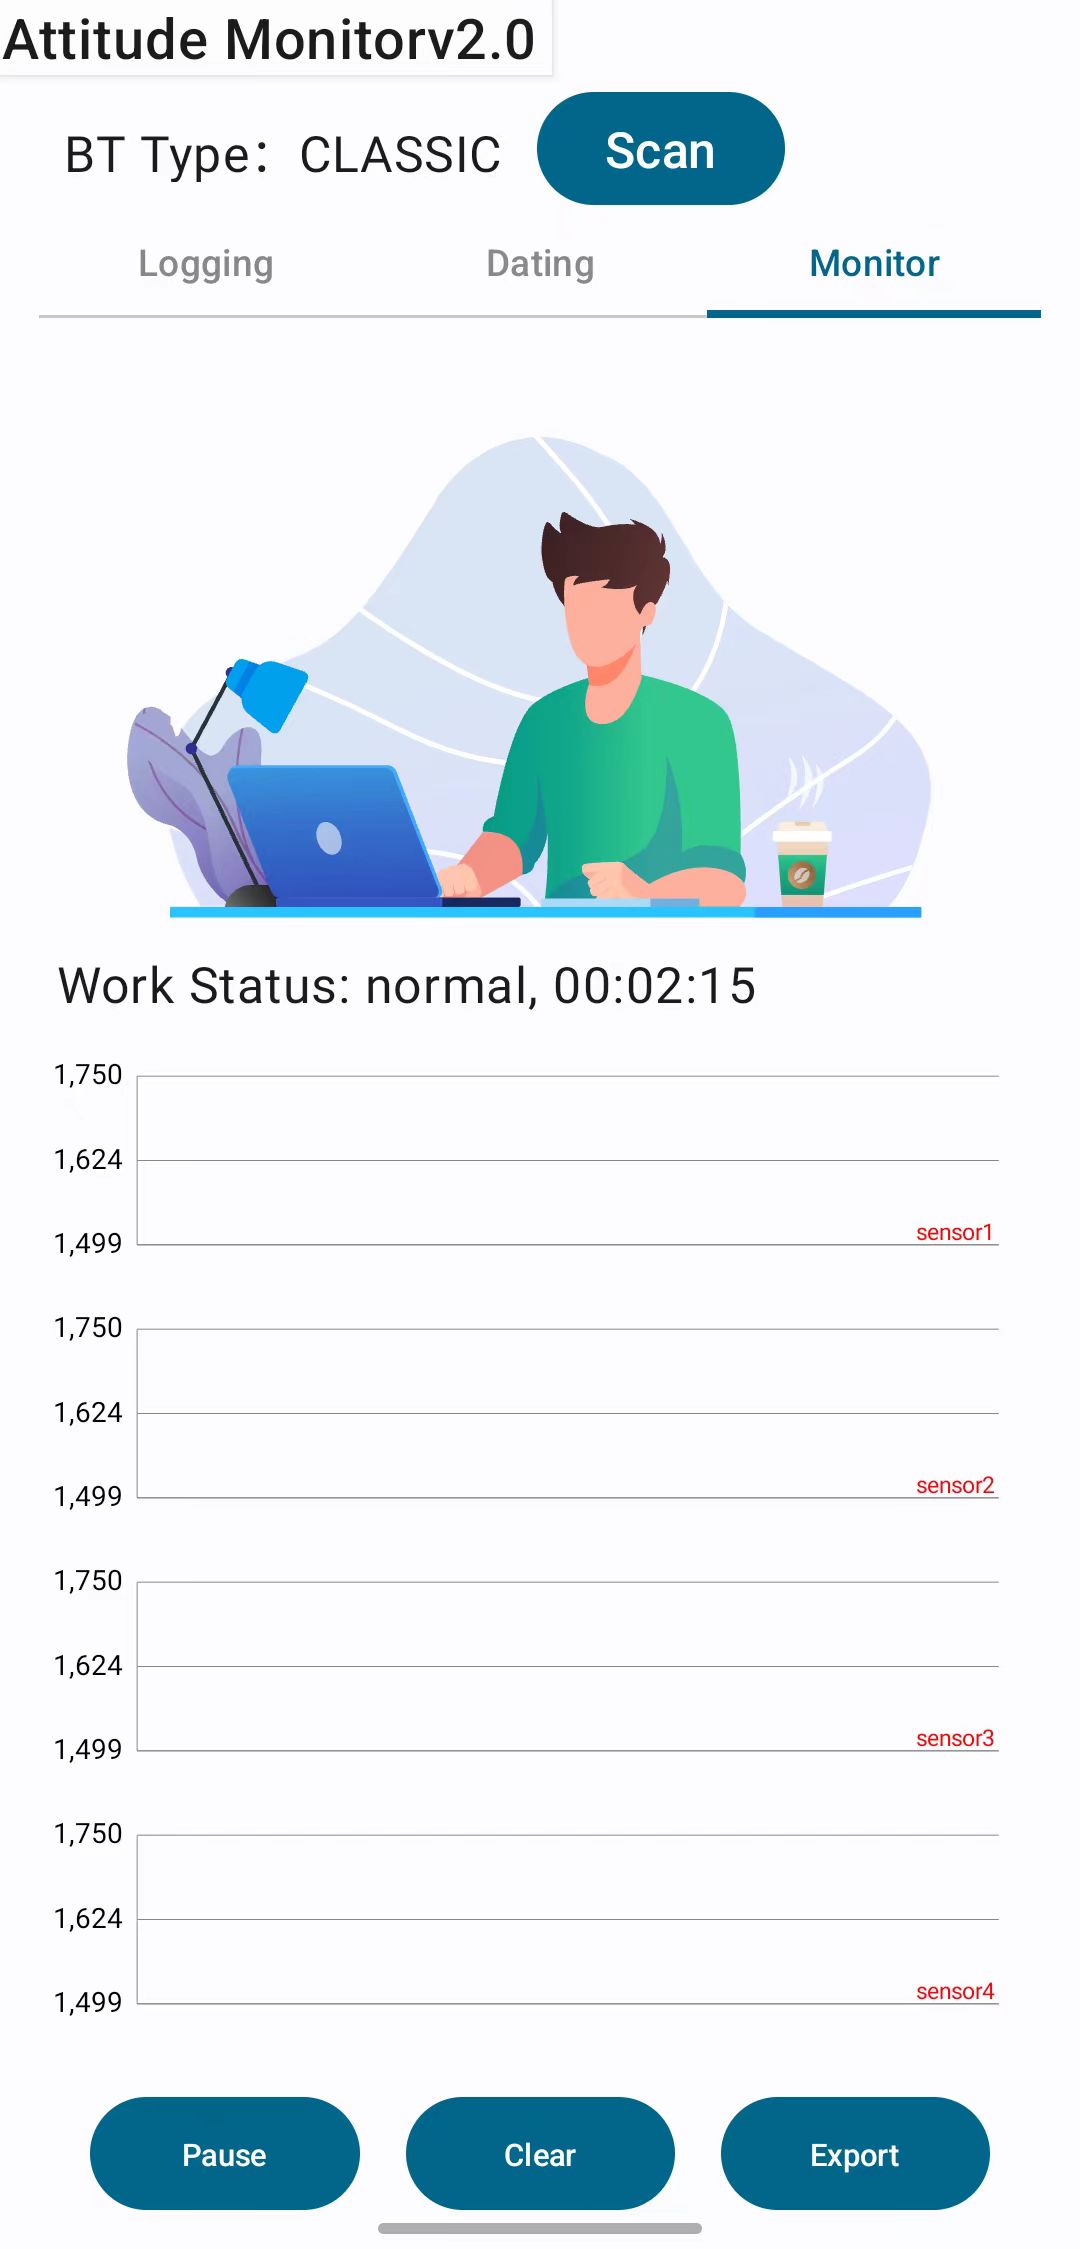 Attitude Monitorv2.0
BT Type: CLASSIC
Scan
Logging
Dating
Monitor
Work Status: normal, 00:02:15
1,750
1,624
1,499
sensor1
1,750
1,624
1,499
sensor2
1,750
1,624
1,499
sensor3
1,750
1,624
1,499
sensor4
Pause
Clear
Export